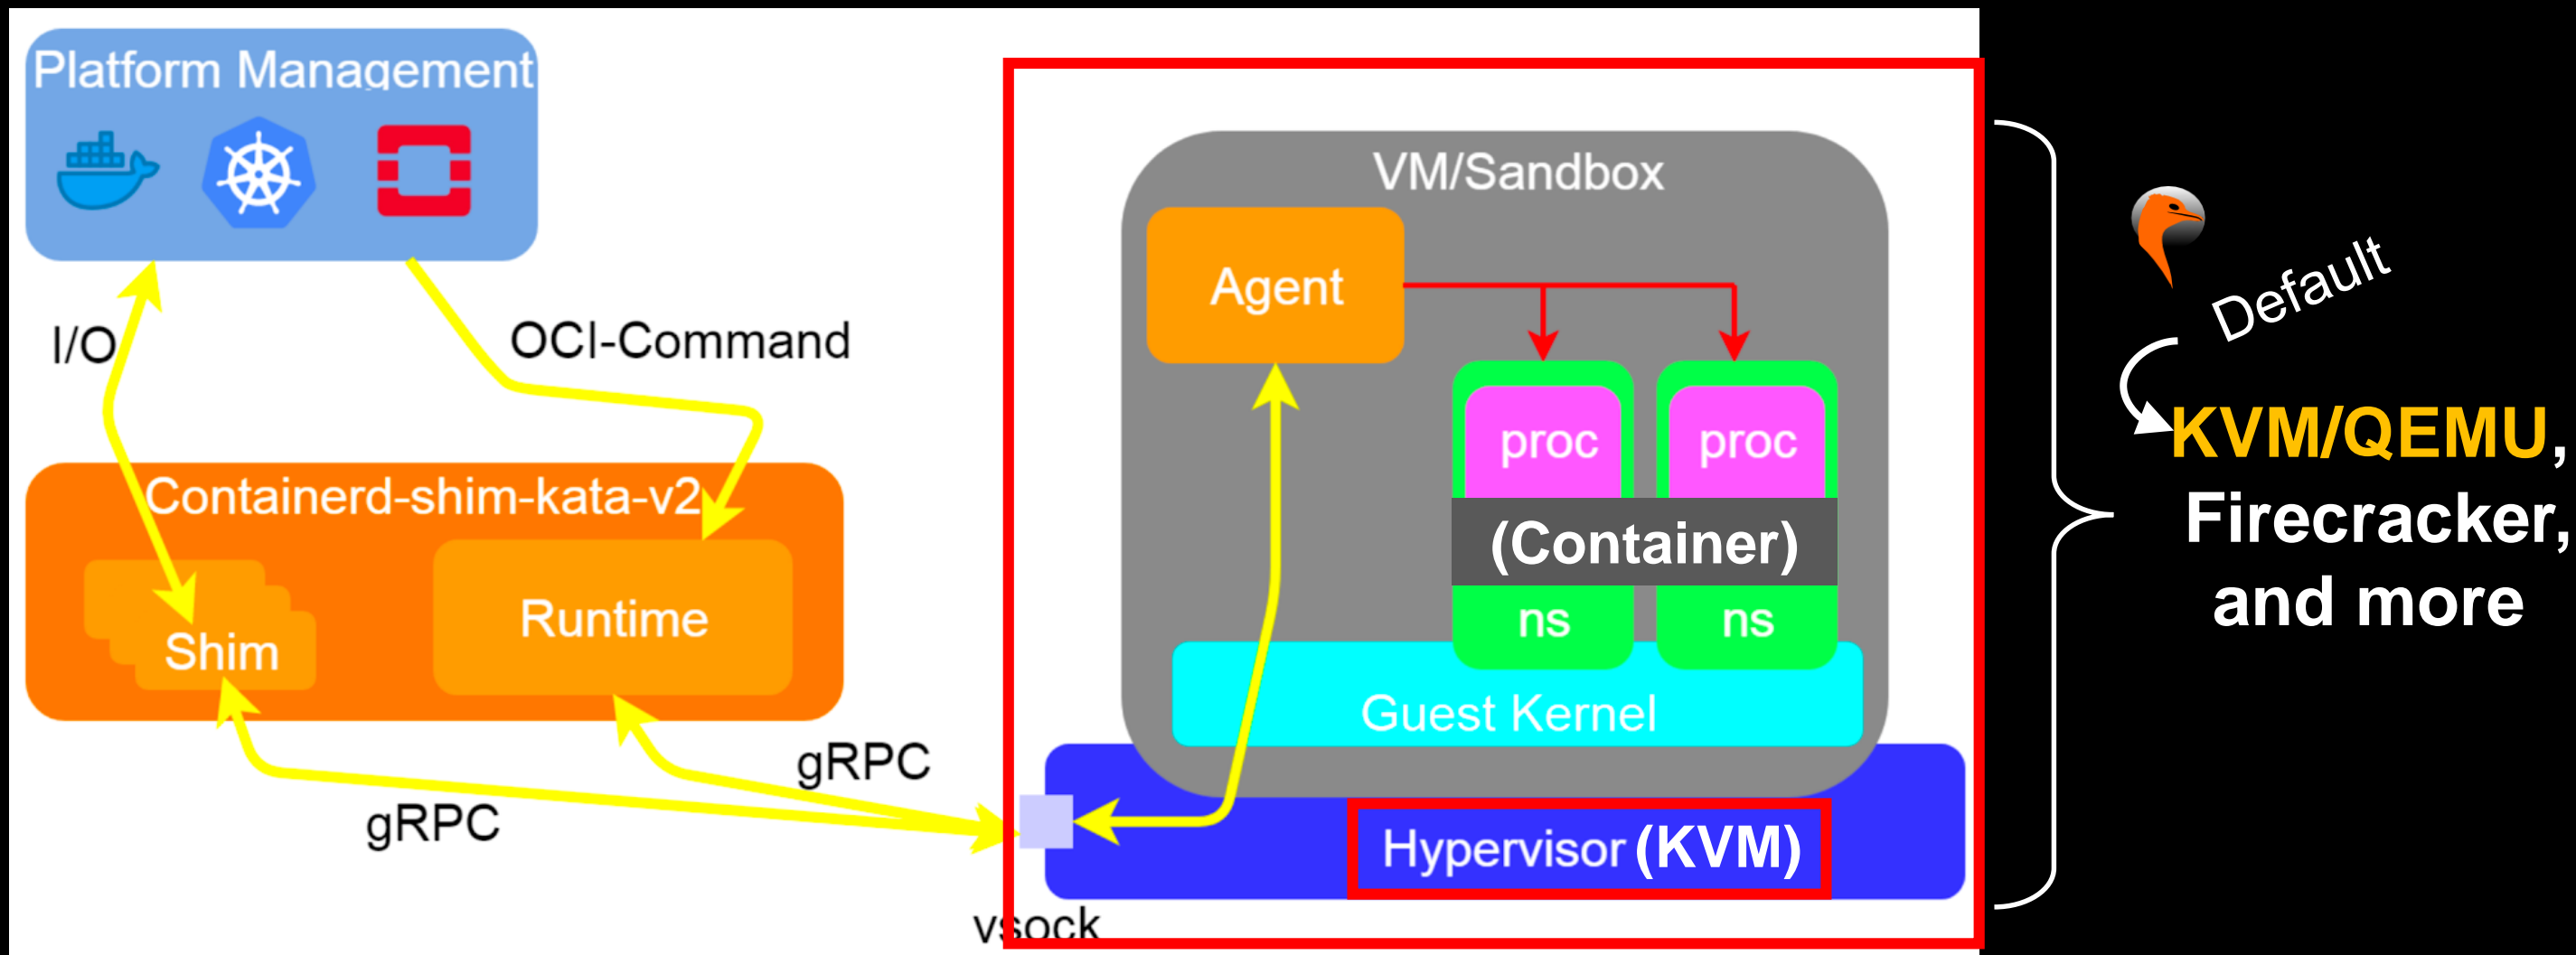 Platform Management
I/O
OCI-Command
Containerd-shim-kata-v2
Shim
Runtime
gRPC
gRPC
vsock
VM/Sandbox
Agent
proc
proc
(Container)
ns
ns
Guest Kernel
Hypervisor (KVM)
Default
KVM/QEMU,
Firecracker,
and more